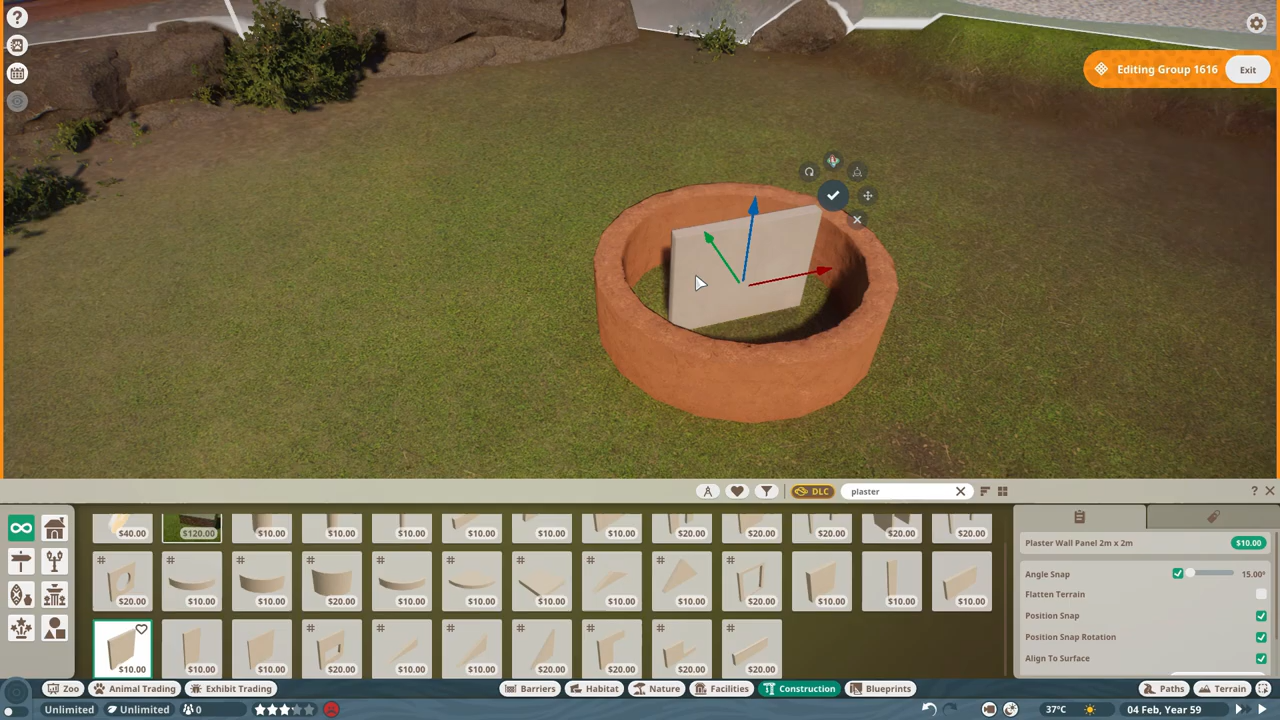 ?
Editing Group 1616
Exit
DLC
plaster
?
$40.00
$120.00
$10.00
$10.00
$10.00
$10.00
$10.00
$10.00
$20.00
$20.00
$20.00
$20.00
$20.00
$20.00
$10.00
$10.00
$10.00
$10.00
$10.00
$10.00
$10.00
$10.00
$20.00
$10.00
$10.00
$10.00
$10.00
$10.00
$10.00
$20.00
$10.00
$10.00
$10.00
$20.00
$20.00
$20.00
Plaster Wall Panel 2m x 2m
$10.00
Angle Snap
15.00°
Flatten Terrain
Position Snap
Position Snap Rotation
Align To Surface
Zoo
Animal Trading
Exhibit Trading
Barriers
Habitat
Nature
Facilities
Construction
Blueprints
Paths
Terrain
Unlimited
Unlimited
0
37°C
04 Feb, Year 59